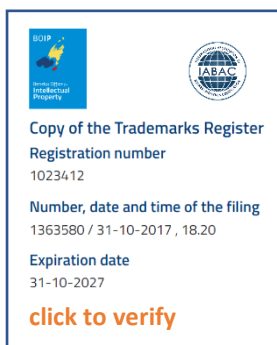 BOIP
Benelux Office for
Intellectual
Property
IABAC
Copy of the Trademarks Register
Registration number
1023412
Number, date and time of the filing
1363580 / 31-10-2017 , 18.20
Expiration date
31-10-2027
click to verify